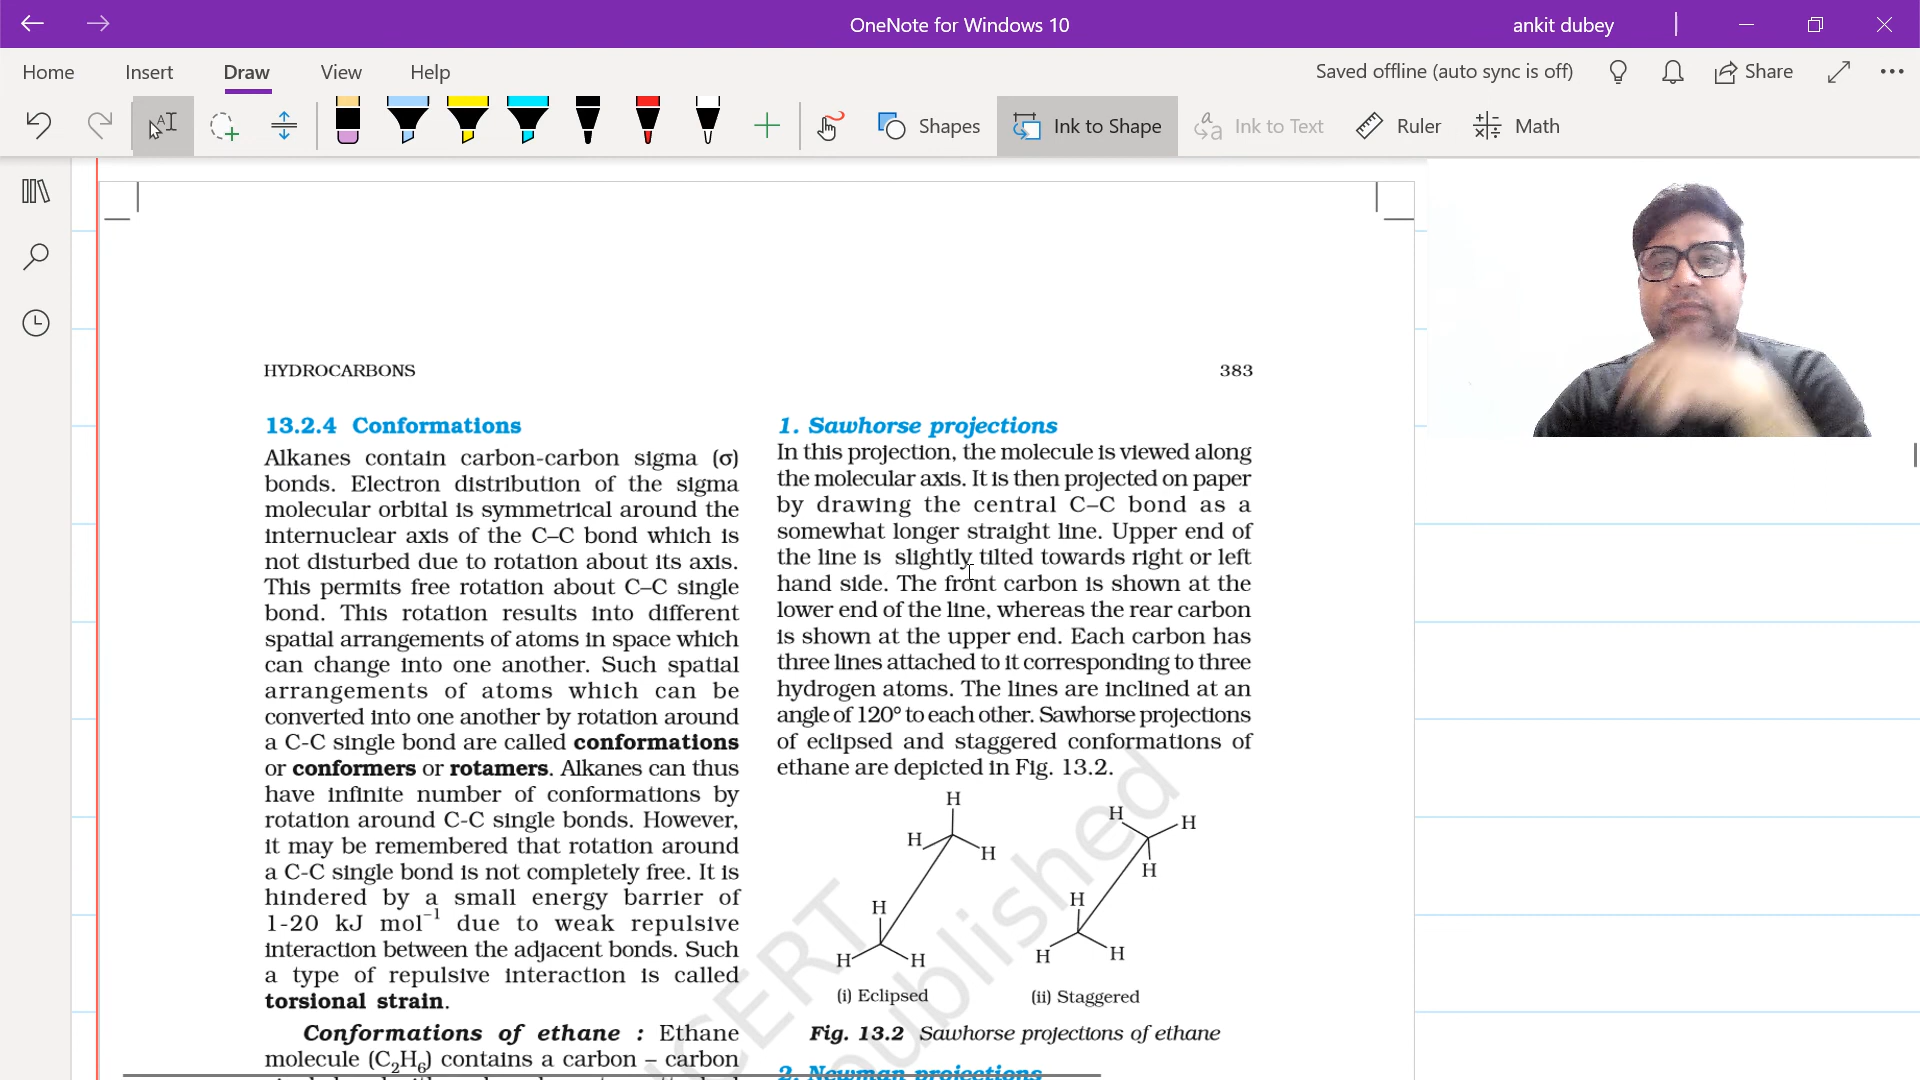 OneNote for Windows 10
ankit dubey
Home Insert Draw View Help
Saved offline (auto sync is off) Share
Shapes Ink to Shape Ink to Text Ruler Math
HYDROCARBONS 383
13.2.4 Conformations
Alkanes contain carbon-carbon sigma (σ)
bonds. Electron distribution of the sigma
molecular orbital is symmetrical around the
internuclear axis of the C–C bond which is
not disturbed due to rotation about its axis.
This permits free rotation about C–C single
bond. This rotation results into different
spatial arrangements of atoms in space which
can change into one another. Such spatial
arrangements of atoms which can be
converted into one another by rotation around
a C-C single bond are called conformations
or conformers or rotamers. Alkanes can thus
have infinite number of conformations by
rotation around C-C single bonds. However,
it may be remembered that rotation around
a C-C single bond is not completely free. It is
hindered by a small energy barrier of
1-20 kJ mol⁻¹ due to weak repulsive
interaction between the adjacent bonds. Such
a type of repulsive interaction is called
torsional strain.
Conformations of ethane : Ethane
molecule (C₂H₆) contains a carbon – carbon
1. Sawhorse projections
In this projection, the molecule is viewed along
the molecular axis. It is then projected on paper
by drawing the central C–C bond as a
somewhat longer straight line. Upper end of
the line is slightly tilted towards right or left
hand side. The front carbon is shown at the
lower end of the line, whereas the rear carbon
is shown at the upper end. Each carbon has
three lines attached to it corresponding to three
hydrogen atoms. The lines are inclined at an
angle of 120° to each other. Sawhorse projections
of eclipsed and staggered conformations of
ethane are depicted in Fig. 13.2.
H
H
H
H
H
H
H
H
H
H
H
H
(i) Eclipsed (ii) Staggered
Fig. 13.2 Sawhorse projections of ethane
2. Newman projections